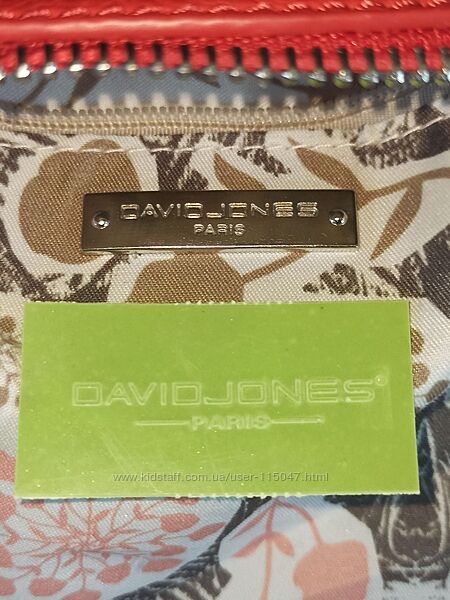 DAVIDJONES
PARIS
DAVIDJONES®
PARIS
www.kidstaff.com.ua/user-115047.html